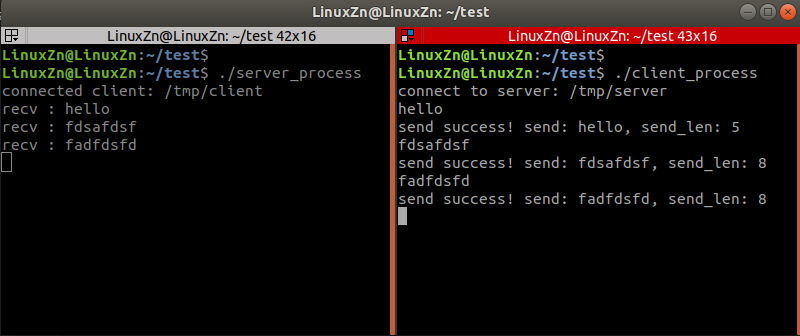 LinuxZn@LinuxZn: ~/test
LinuxZn@LinuxZn: ~/test 42x16
LinuxZn@LinuxZn:~/test$
LinuxZn@LinuxZn:~/test$ ./server_process
connected client: /tmp/client
recv : hello
recv : fdsafdsf
recv : fadfdsfd
LinuxZn@LinuxZn: ~/test 43x16
LinuxZn@LinuxZn:~/test$
LinuxZn@LinuxZn:~/test$ ./client_process
connect to server: /tmp/server
hello
send success! send: hello, send_len: 5
fdsafdsf
send success! send: fdsafdsf, send_len: 8
fadfdsfd
send success! send: fadfdsfd, send_len: 8